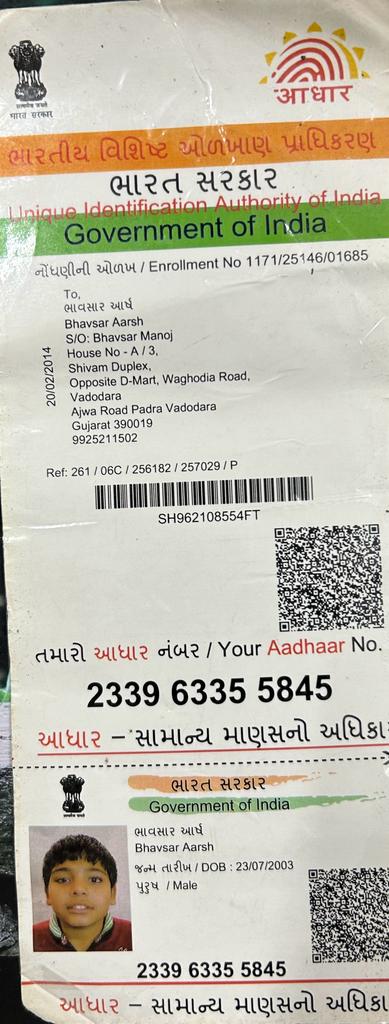 सत्यमेव जयते
भारत सरकार
आधार
ભારતીય વિશિષ્ટ ઓળખાણ પ્રાધિકરણ
ભારત સરકાર
Unique Identification Authority of India
Government of India
નોંધણીની ઓળખ / Enrollment No 1171/25146/01685
To,
ભાવસાર આર્ષ
Bhavsar Aarsh
S/O: Bhavsar Manoj
House No - A / 3,
Shivam Duplex,
Opposite D-Mart, Waghodia Road,
Vadodara
Ajwa Road Padra Vadodara
Gujarat 390019
9925211502
20/02/2014
Ref: 261 / 06C / 256182 / 257029 / P
SH962108554FT
તમારો આધાર નંબર / Your Aadhaar No.
2339 6335 5845
આધાર – સામાન્ય માણસનો અધિકા
ભારત સરકાર
Government of India
ભાવસાર આર્ષ
Bhavsar Aarsh
જન્મ તારીખ / DOB : 23/07/2003
પુરુષ / Male
2339 6335 5845
આધાર – સામાન્ય માણસનો અધિકા